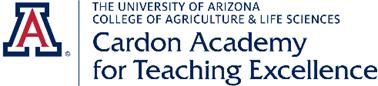 THE UNIVERSITY OF ARIZONA
COLLEGE OF AGRICULTURE & LIFE SCIENCES
A®
Cardon Academy
for Teaching Excellence